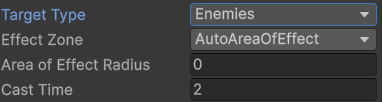 Target Type Enemies
Effect Zone AutoAreaOfEffect
Area of Effect Radius 0
Cast Time 2